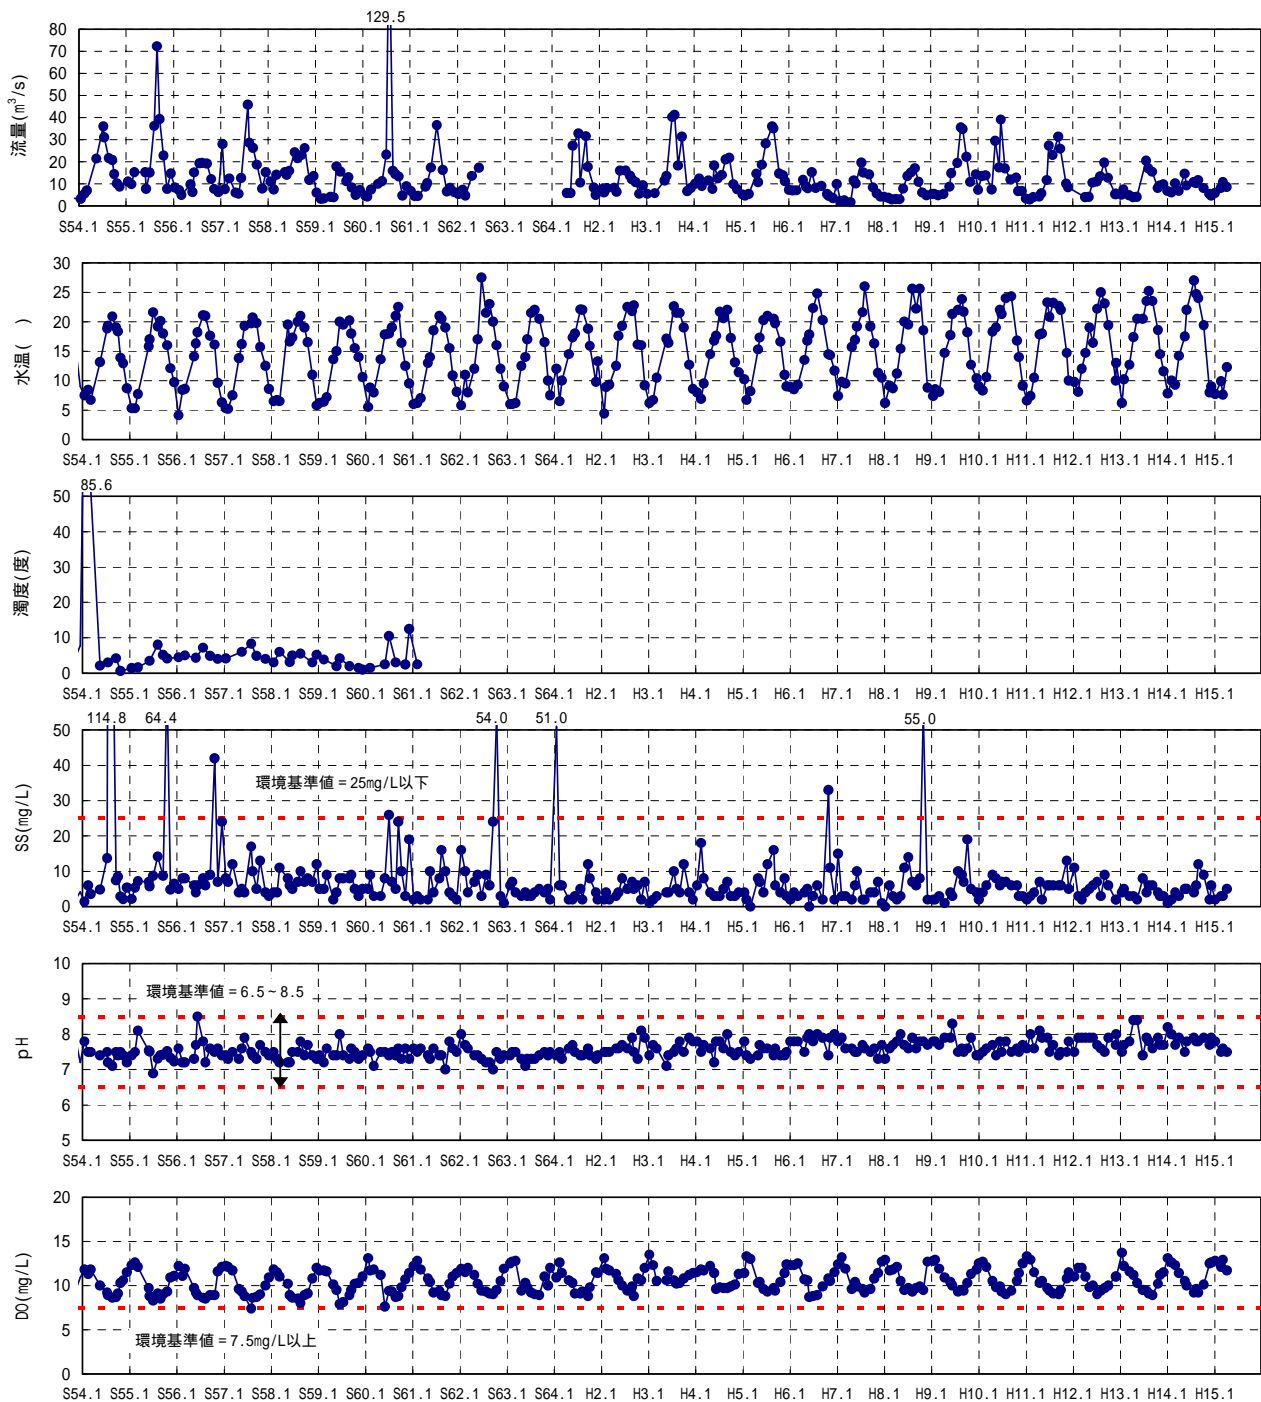 129.5
流量(m³/s)
80
70
60
50
40
30
20
10
0
S54.1 S55.1 S56.1 S57.1 S58.1 S59.1 S60.1 S61.1 S62.1 S63.1 S64.1 H2.1 H3.1 H4.1 H5.1 H6.1 H7.1 H8.1 H9.1 H10.1 H11.1 H12.1 H13.1 H14.1 H15.1
水温( )
30
25
20
15
10
5
0
S54.1 S55.1 S56.1 S57.1 S58.1 S59.1 S60.1 S61.1 S62.1 S63.1 S64.1 H2.1 H3.1 H4.1 H5.1 H6.1 H7.1 H8.1 H9.1 H10.1 H11.1 H12.1 H13.1 H14.1 H15.1
85.6
濁度(度)
50
40
30
20
10
0
S54.1 S55.1 S56.1 S57.1 S58.1 S59.1 S60.1 S61.1 S62.1 S63.1 S64.1 H2.1 H3.1 H4.1 H5.1 H6.1 H7.1 H8.1 H9.1 H10.1 H11.1 H12.1 H13.1 H14.1 H15.1
114.8 64.4 54.0 51.0 55.0
SS(mg/L)
50
40
30
20
10
0
環境基準値=25mg/L以下
S54.1 S55.1 S56.1 S57.1 S58.1 S59.1 S60.1 S61.1 S62.1 S63.1 S64.1 H2.1 H3.1 H4.1 H5.1 H6.1 H7.1 H8.1 H9.1 H10.1 H11.1 H12.1 H13.1 H14.1 H15.1
pH
10
9
8
7
6
5
環境基準値=6.5~8.5
S54.1 S55.1 S56.1 S57.1 S58.1 S59.1 S60.1 S61.1 S62.1 S63.1 S64.1 H2.1 H3.1 H4.1 H5.1 H6.1 H7.1 H8.1 H9.1 H10.1 H11.1 H12.1 H13.1 H14.1 H15.1
DO(mg/L)
20
15
10
5
0
環境基準値=7.5mg/L以上
S54.1 S55.1 S56.1 S57.1 S58.1 S59.1 S60.1 S61.1 S62.1 S63.1 S64.1 H2.1 H3.1 H4.1 H5.1 H6.1 H7.1 H8.1 H9.1 H10.1 H11.1 H12.1 H13.1 H14.1 H15.1